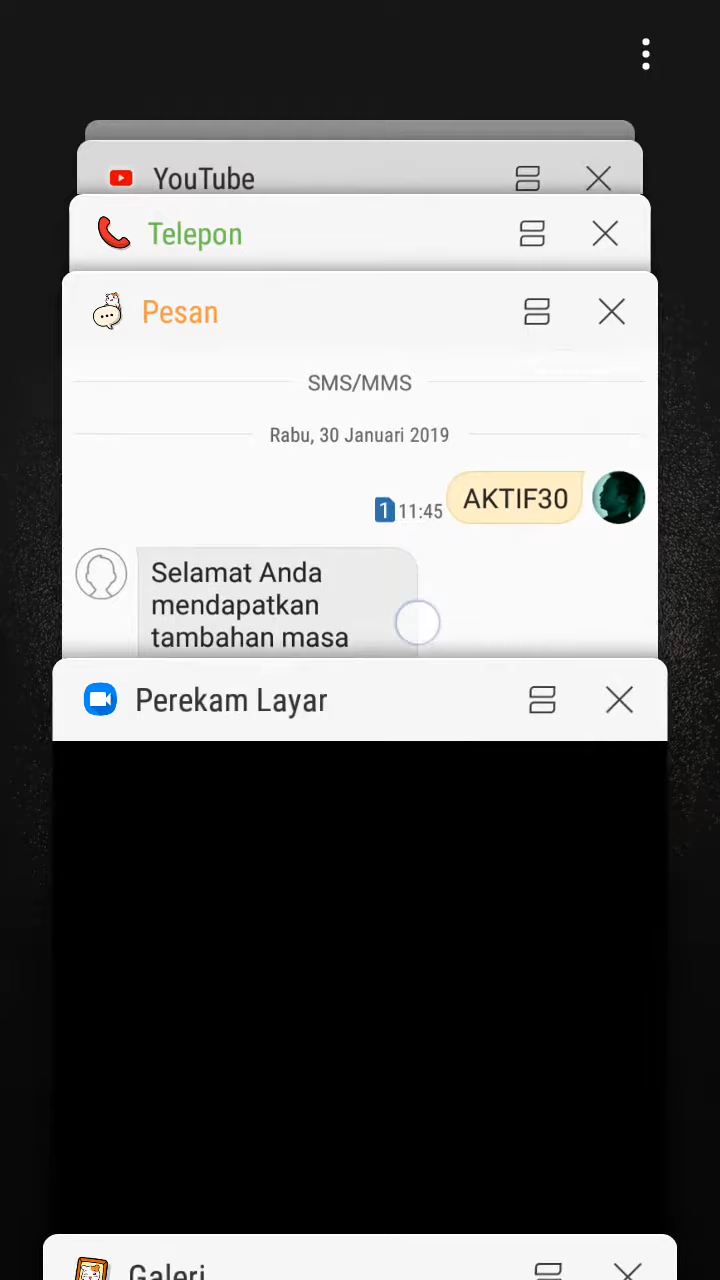 YouTube
Telepon
Pesan
SMS/MMS
Rabu, 30 Januari 2019
1 11:45 AKTIF30
Selamat Anda
mendapatkan
tambahan masa
Perekam Layar
Galeri